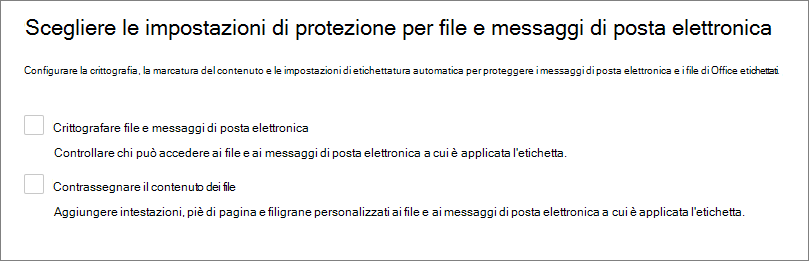 Scegliere le impostazioni di protezione per file e messaggi di posta elettronica
Configurare la crittografia, la marcatura del contenuto e le impostazioni di etichettatura automatica per proteggere i messaggi di posta elettronica e i file di Office etichettati.
Crittografare file e messaggi di posta elettronica
Controllare chi può accedere ai file e ai messaggi di posta elettronica a cui è applicata l'etichetta.
Contrassegnare il contenuto dei file
Aggiungere intestazioni, piè di pagina e filigrane personalizzati ai file e ai messaggi di posta elettronica a cui è applicata l'etichetta.